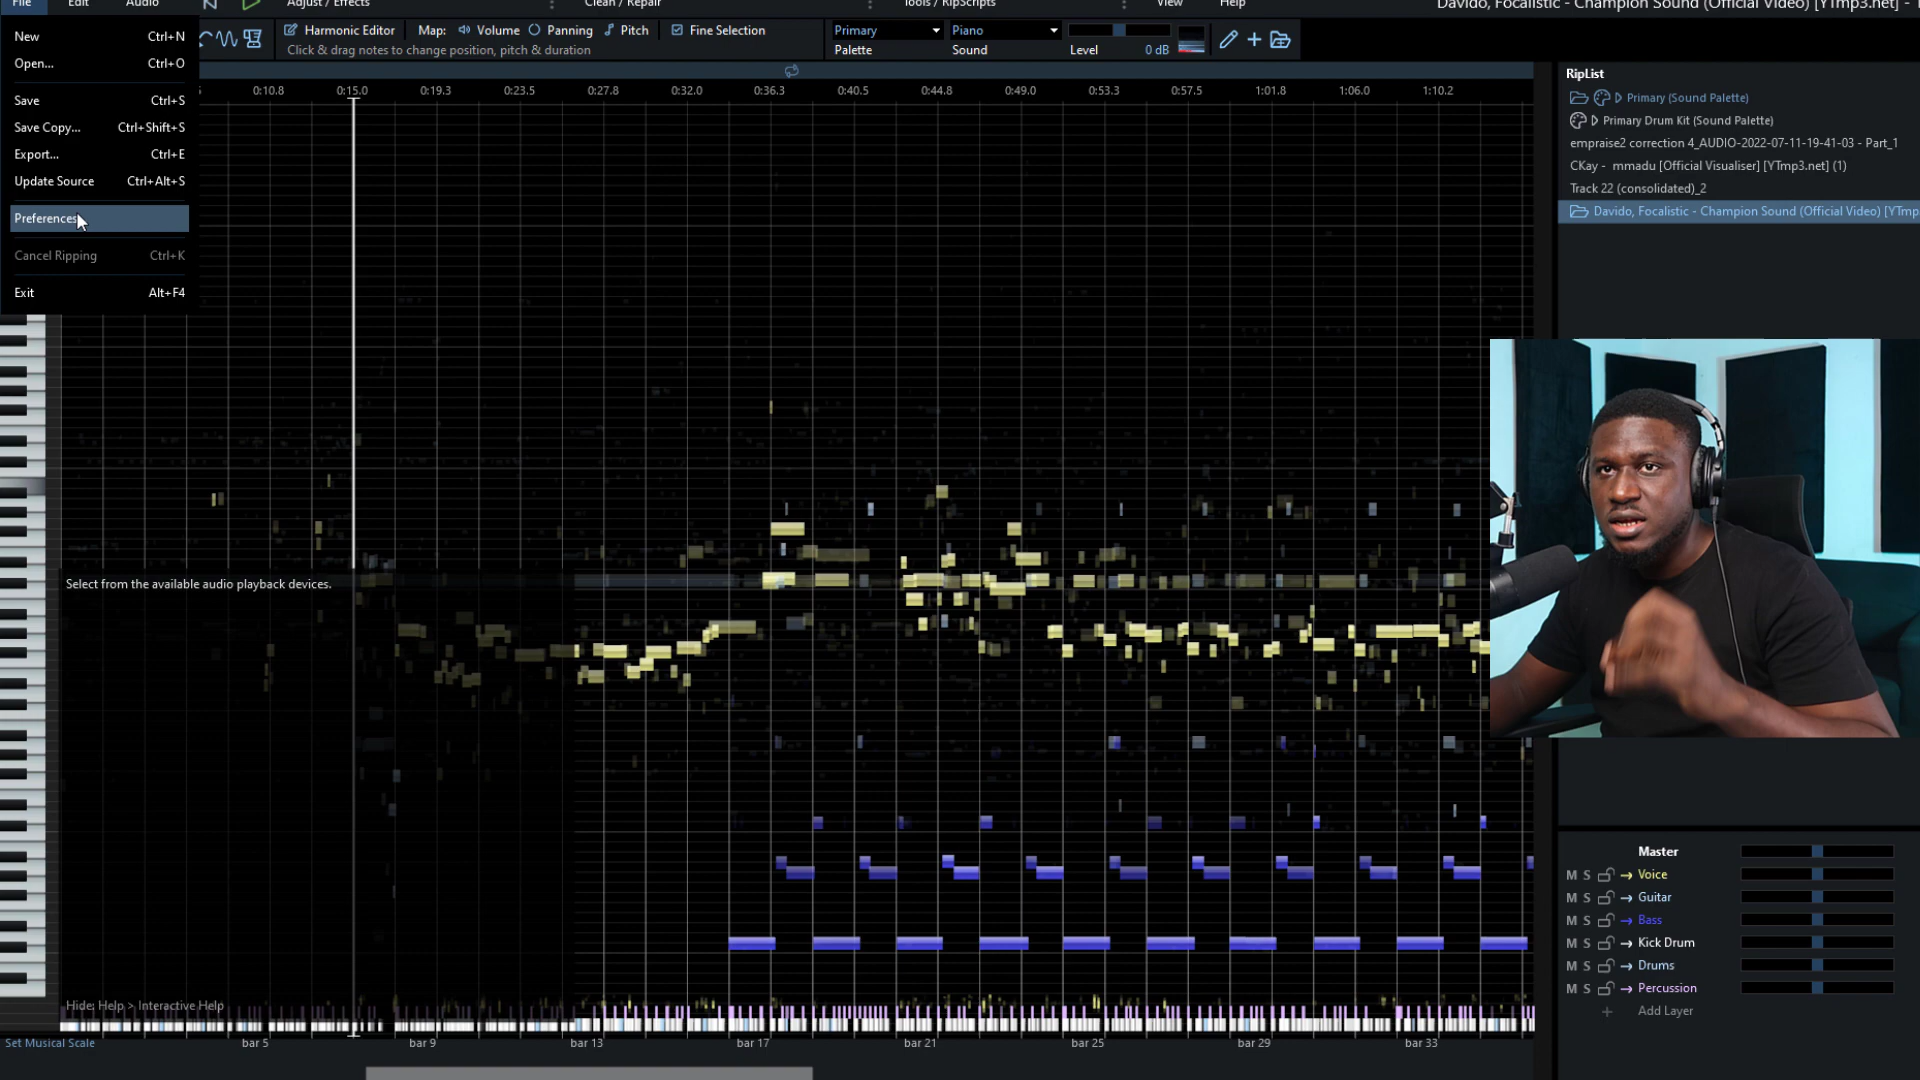 File Edit Audio Adjust/Effects Clean / Repair Tools / RipScripts View Help Davido, Focalistic - Champion Sound (Official Video) [YTmp3.net] -
New Ctrl+N
Open... Ctrl+O
Save Ctrl+S
Save Copy... Ctrl+Shift+S
Export... Ctrl+E
Update Source Ctrl+Alt+S
Preferences
Cancel Ripping Ctrl+K
Exit Alt+F4
Harmonic Editor Map: Volume Panning Pitch Fine Selection
Click & drag notes to change position, pitch & duration
Primary Piano
Palette Sound Level 0 dB
0:10.8 0:15.0 0:19.3 0:23.5 0:27.8 0:32.0 0:36.3 0:40.5 0:44.8 0:49.0 0:53.3 0:57.5 1:01.8 1:06.0 1:10.2
RipList
Primary (Sound Palette)
Primary Drum Kit (Sound Palette)
empraise2 correction 4_AUDIO-2022-07-11-19-41-03 - Part_1
CKay - mmadu [Official Visualiser] [YTmp3.net] (1)
Track 22 (consolidated)_2
Davido, Focalistic - Champion Sound (Official Video) [YTmp
Select from the available audio playback devices.
Hide: Help > Interactive Help
Set Musical Scale bar 5 bar 9 bar 13 bar 17 bar 21 bar 25 bar 29 bar 33
Master
M S Voice
M S Guitar
M S Bass
M S Kick Drum
M S Drums
M S Percussion
+ Add Layer